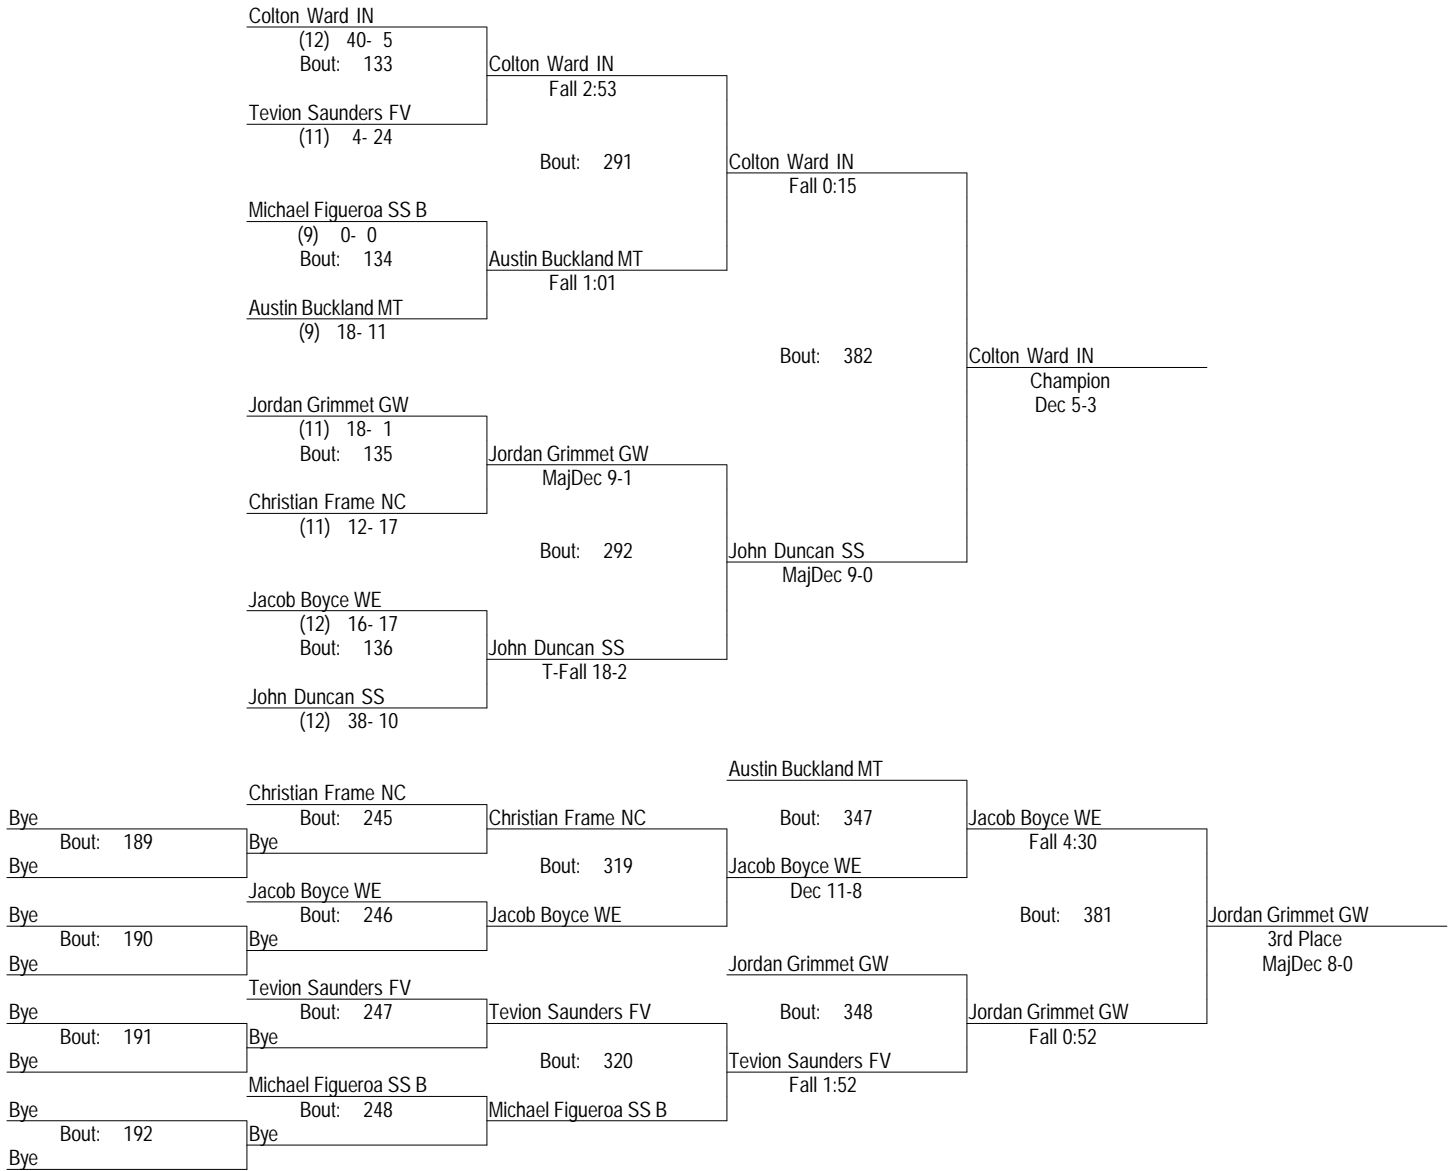 Colton Ward IN
(12) 40- 5
Bout: 133
Colton Ward IN
Fall 2:53
Tevion Saunders FV
(11) 4- 24
Bout: 291
Colton Ward IN
Fall 0:15
Michael Figueroa SS B
(9) 0- 0
Bout: 134
Austin Buckland MT
Fall 1:01
Austin Buckland MT
(9) 18- 11
Bout: 382
Colton Ward IN
Champion
Dec 5-3
Jordan Grimmet GW
(11) 18- 1
Bout: 135
Jordan Grimmet GW
MajDec 9-1
Christian Frame NC
(11) 12- 17
Bout: 292
John Duncan SS
MajDec 9-0
Jacob Boyce WE
(12) 16- 17
Bout: 136
John Duncan SS
T-Fall 18-2
John Duncan SS
(12) 38- 10
Austin Buckland MT
Christian Frame NC
Bye
Bout: 245
Christian Frame NC
Bout: 347
Jacob Boyce WE
Bout: 189
Bye
Fall 4:30
Bye
Bout: 319
Jacob Boyce WE
Jacob Boyce WE
Dec 11-8
Bye
Bout: 246
Jacob Boyce WE
Bout: 381
Jordan Grimmet GW
Bout: 190
Bye
3rd Place
Bye
Jordan Grimmet GW
MajDec 8-0
Tevion Saunders FV
Bye
Bout: 247
Tevion Saunders FV
Bout: 348
Jordan Grimmet GW
Bout: 191
Bye
Fall 0:52
Bye
Bout: 320
Tevion Saunders FV
Michael Figueroa SS B
Fall 1:52
Bye
Bout: 248
Michael Figueroa SS B
Bout: 192
Bye
Bye